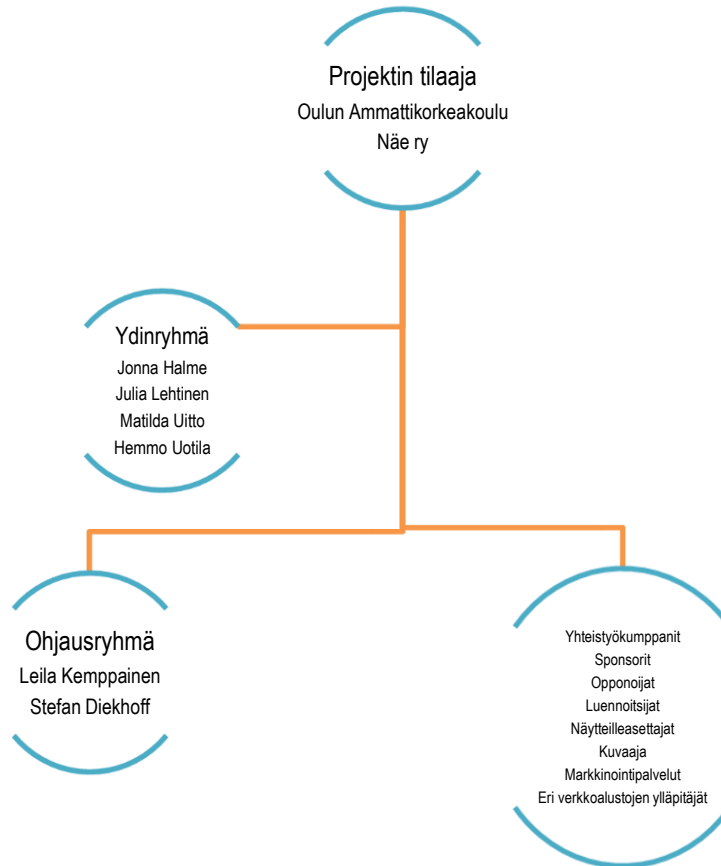 Projektin tilaaja
Oulun Ammattikorkeakoulu
Näe ry
Ydinryhmä
Jonna Halme
Julia Lehtinen
Matilda Uitto
Hemmo Uotila
Ohjausryhmä
Leila Kemppainen
Stefan Diekhoff
Yhteistyökumppanit
Sponsorit
Opponoijat
Luennoitsijat
Näytteilleasettajat
Kuvaaja
Markkinointipalvelut
Eri verkkoalustojen ylläpitäjät